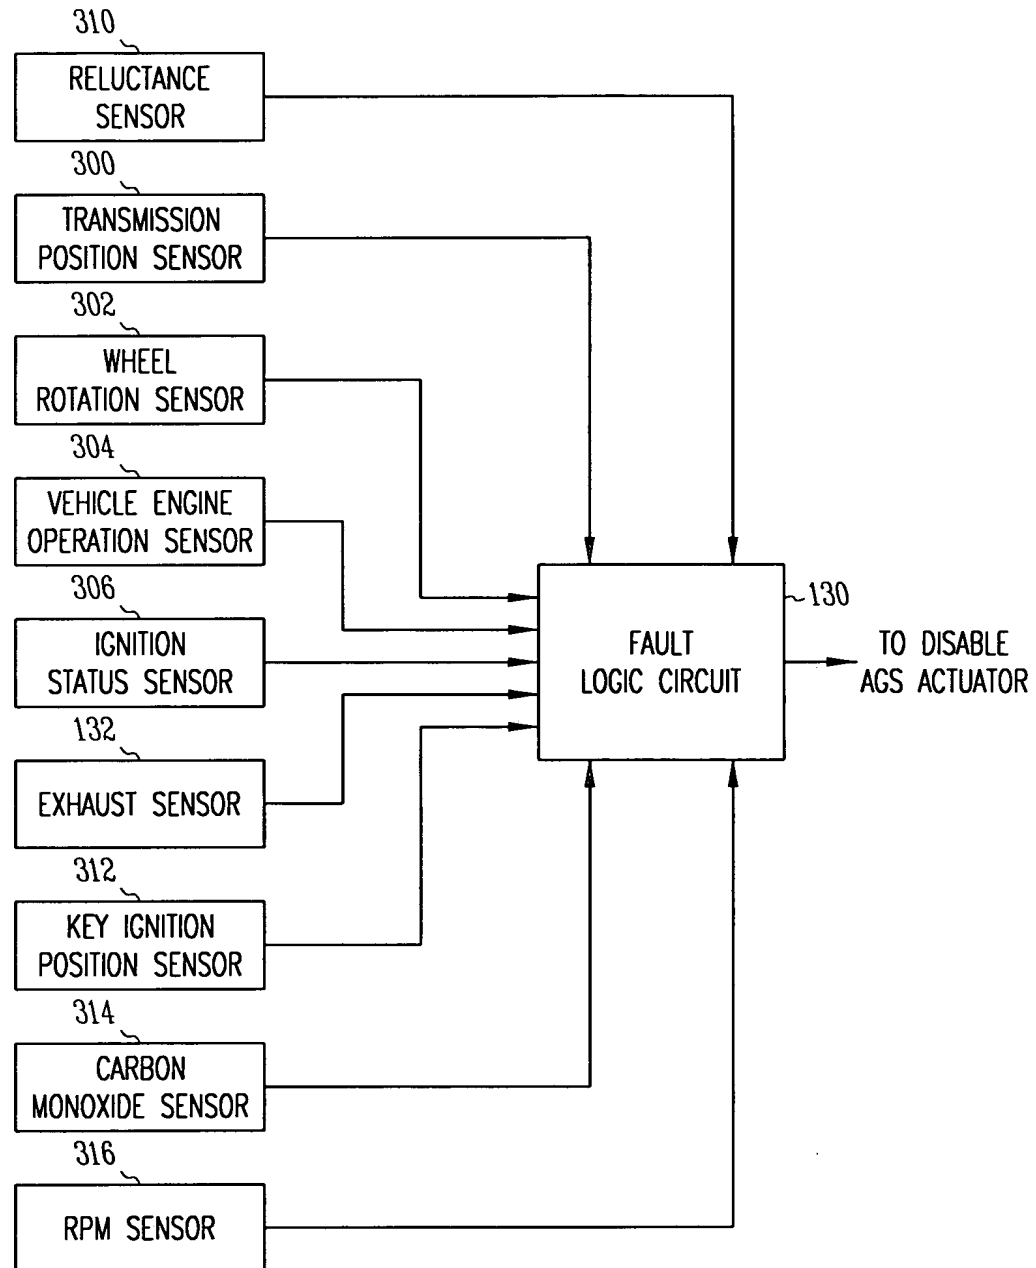 310
RELUCTANCE
SENSOR
300
TRANSMISSION
POSITION SENSOR
302
WHEEL
ROTATION SENSOR
304
VEHICLE ENGINE
OPERATION SENSOR
306
IGNITION
STATUS SENSOR
132
EXHAUST SENSOR
312
KEY IGNITION
POSITION SENSOR
314
CARBON
MONOXIDE SENSOR
316
RPM SENSOR
FAULT
LOGIC CIRCUIT
130
TO DISABLE
AGS ACTUATOR